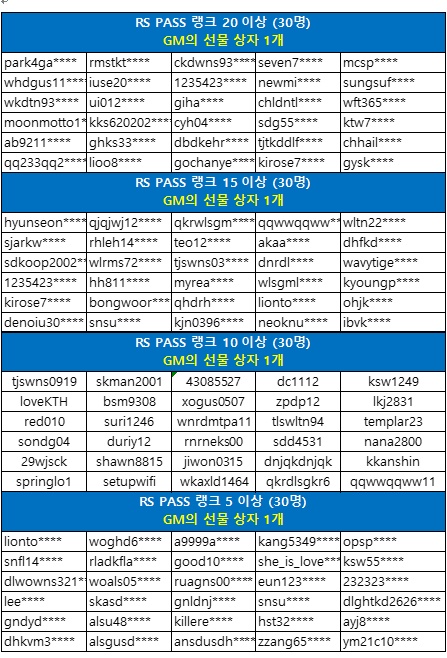 RS PASS 랭크 20 이상 (30명)
GM의 선물 상자 1개
park4ga**** rmstkt**** ckdwns93**** seven7**** mcsp****
whdgus11**** iuse20**** 1235423**** newmi**** sungsuf****
wkdtn93**** ui012**** giha**** chldntl**** wft365****
moonmotto1* kks620202**** cyh04**** sdg55**** ktw7****
ab9211**** ghks33**** dbdkehr**** tjtkddlf**** chhail****
qq233qq2**** lioo8**** gochanye**** kirose7**** gysk****
RS PASS 랭크 15 이상 (30명)
GM의 선물 상자 1개
hyunseon**** qjqjwj12**** qkrwlsgm**** qqwwqqww** wltn22****
sjarkw**** rhleh14**** teo12**** akaa**** dhfkd****
sdkoop2002** wlrms72**** tjswns03**** dnrdl**** wavytige****
1235423**** hh811**** myrea**** wlsgml**** kyoungp****
kirose7**** bongwoor*** qhdrh**** lionto**** ohjk****
denoiu30**** snsu**** kjn0396**** neoknu**** ibvk****
RS PASS 랭크 10 이상 (30명)
GM의 선물 상자 1개
tjswns0919 skman2001 43085527 dc1112 ksw1249
loveKTH bsm9308 xogus0507 zpdp12 lkj2831
red010 suri1246 wnrdmtpa11 tlswltn94 templar23
sondg04 duriy12 rnrneks00 sdd4531 nana2800
29wjsck shawn8815 jiwon0315 dnjqkdnjqk kkanshin
springlo1 setupwifi wkaxld1464 qkrdlsgkr6 qqwwqqww11
RS PASS 랭크 5 이상 (30명)
GM의 선물 상자 1개
lionto**** woghd6**** a9999a**** kang5349**** opsp****
snfl14**** rladkfla**** good10**** she_is_love*** ksw55****
dlwowns321** woals05**** ruagns00**** eun123**** 232323****
lee**** skasd**** gnldnj**** snsu**** dlghtkd2626****
gndyd**** alsu48**** killere**** hst32**** ayj8****
dhkvm3**** alsgusd**** ansdusdh**** zzang65**** ym21c10****